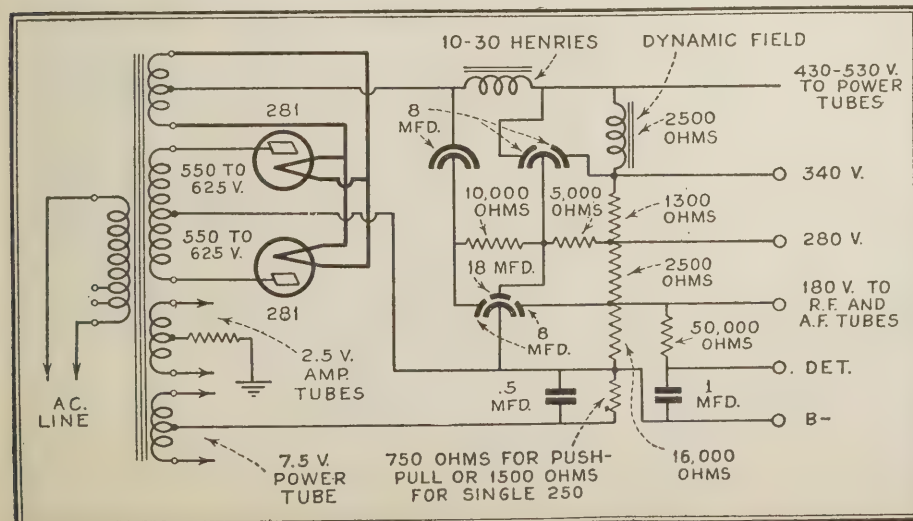 10-30 HENRIES
DYNAMIC FIELD
430-530 V.
TO POWER
TUBES
281
8
MFD.
8
2500
OHMS
550 TO
625 V.
340 V.
10,000
OHMS
5,000
OHMS
1300
OHMS
550 TO
625 V.
280 V.
18 MFD.
2500
OHMS
281
180 V. TO
R.F. AND
A.F. TUBES
8
MFD.
50,000
OHMS
2.5 V.
AMP.
TUBES
.5
MFD.
1
MFD.
DET.
A.C.
LINE
B-
7.5 V.
POWER
TUBE
750 OHMS FOR PUSH-
PULL OR 1500 OHMS
FOR SINGLE 250
16,000
OHMS